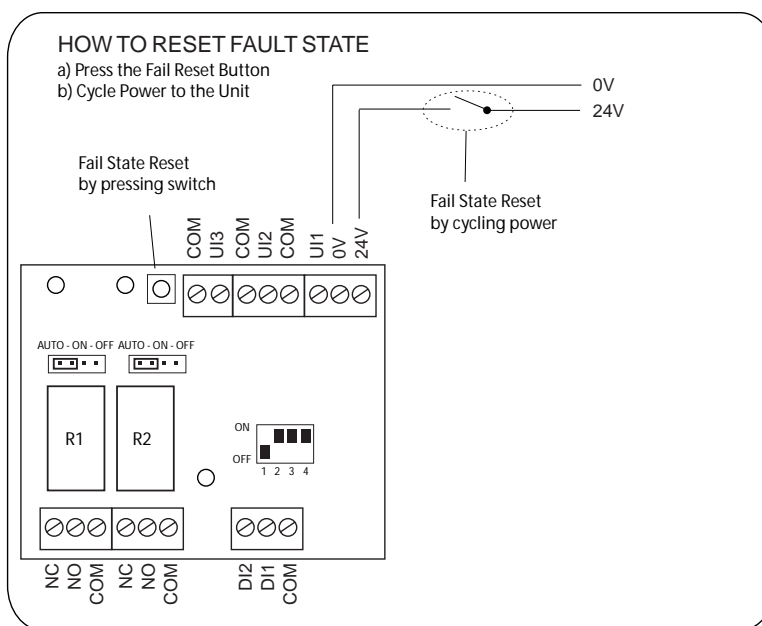 HOW TO RESET FAULT STATE
a) Press the Fail Reset Button
b) Cycle Power to the Unit
0V
24V
Fail State Reset
by pressing switch
Fail State Reset
by cycling power
COM
UI3
COM
UI2
COM
UI1
0V
24V
AUTO - ON - OFF
AUTO - ON - OFF
R1
R2
ON
OFF
1 2 3 4
NC
NO
COM
NC
NO
COM
DI2
DI1
COM